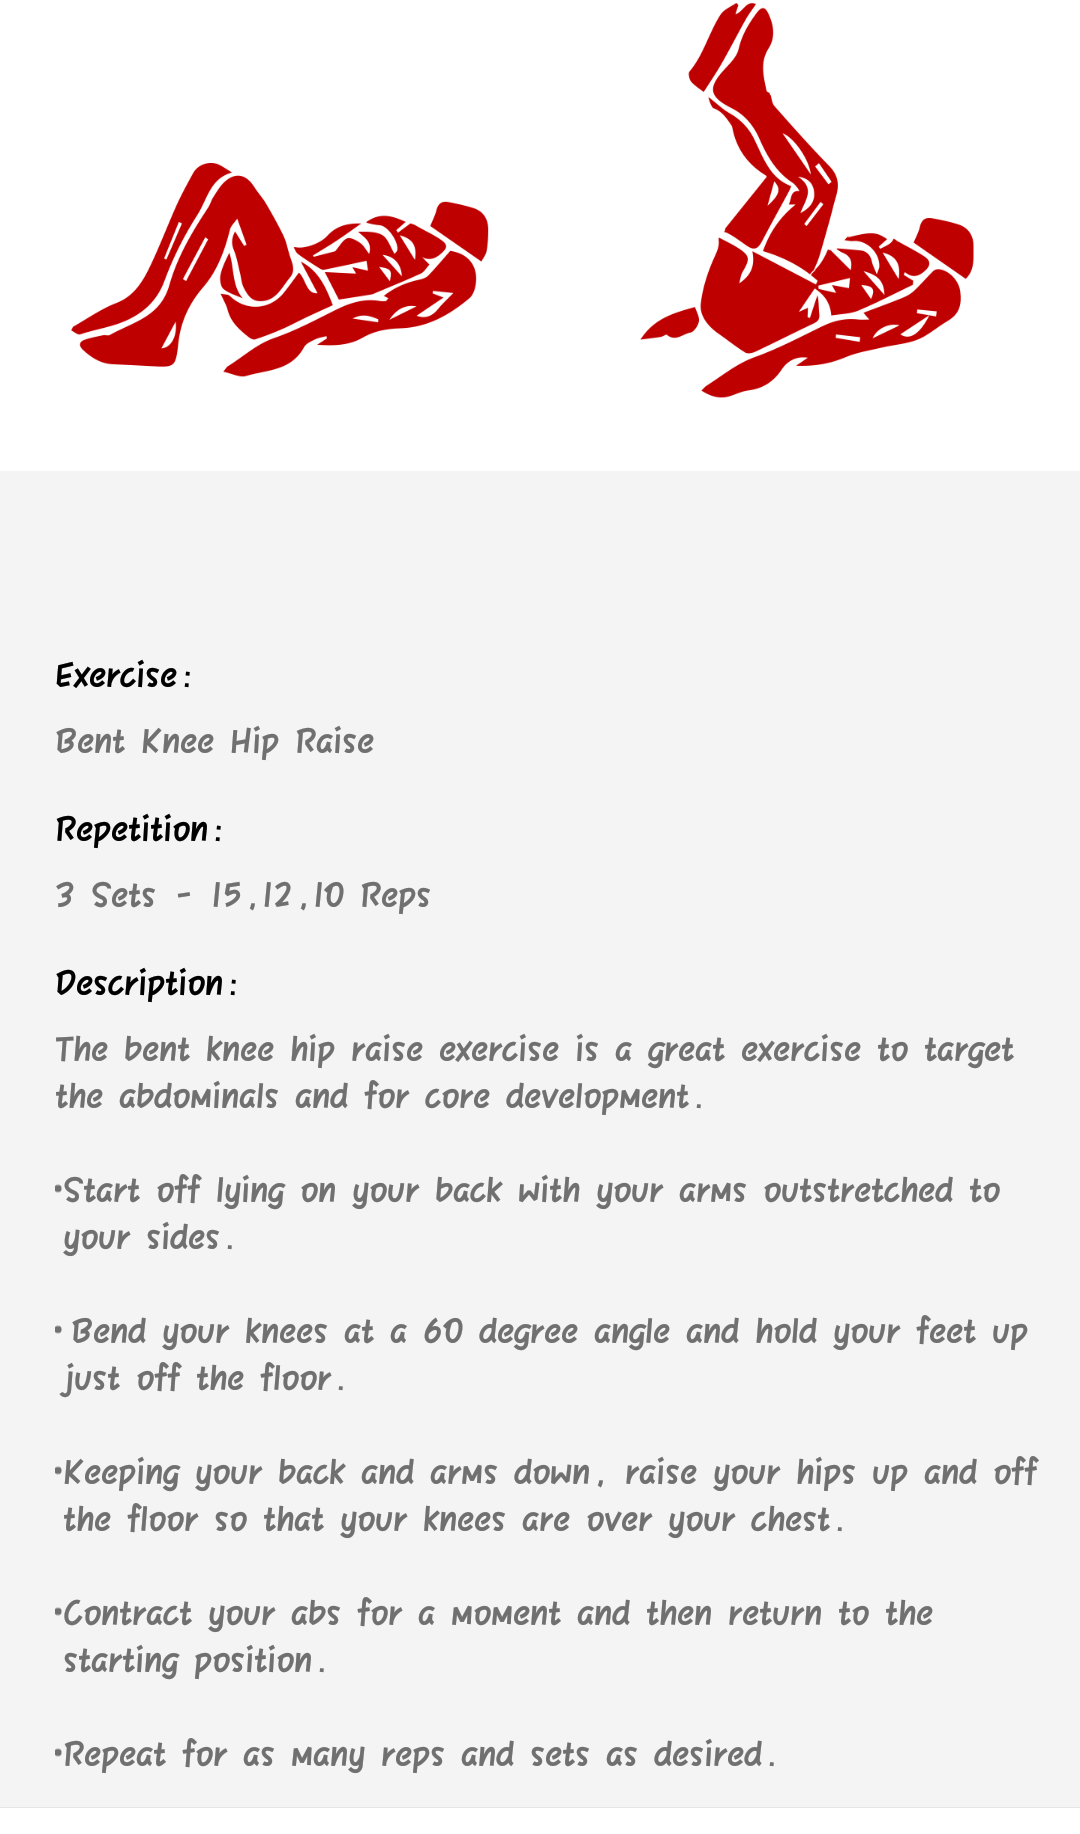 Exercise:
Bent Knee Hip Raise
Repetition:
3 Sets - 15,12,10 Reps
Description:
The bent knee hip raise exercise is a great exercise to target
the abdominals and for core development.
•Start off lying on your back with your arms outstretched to
your sides.
• Bend your knees at a 60 degree angle and hold your feet up
just off the floor.
•Keeping your back and arms down, raise your hips up and off
the floor so that your knees are over your chest.
•Contract your abs for a moment and then return to the
starting position.
•Repeat for as many reps and sets as desired.